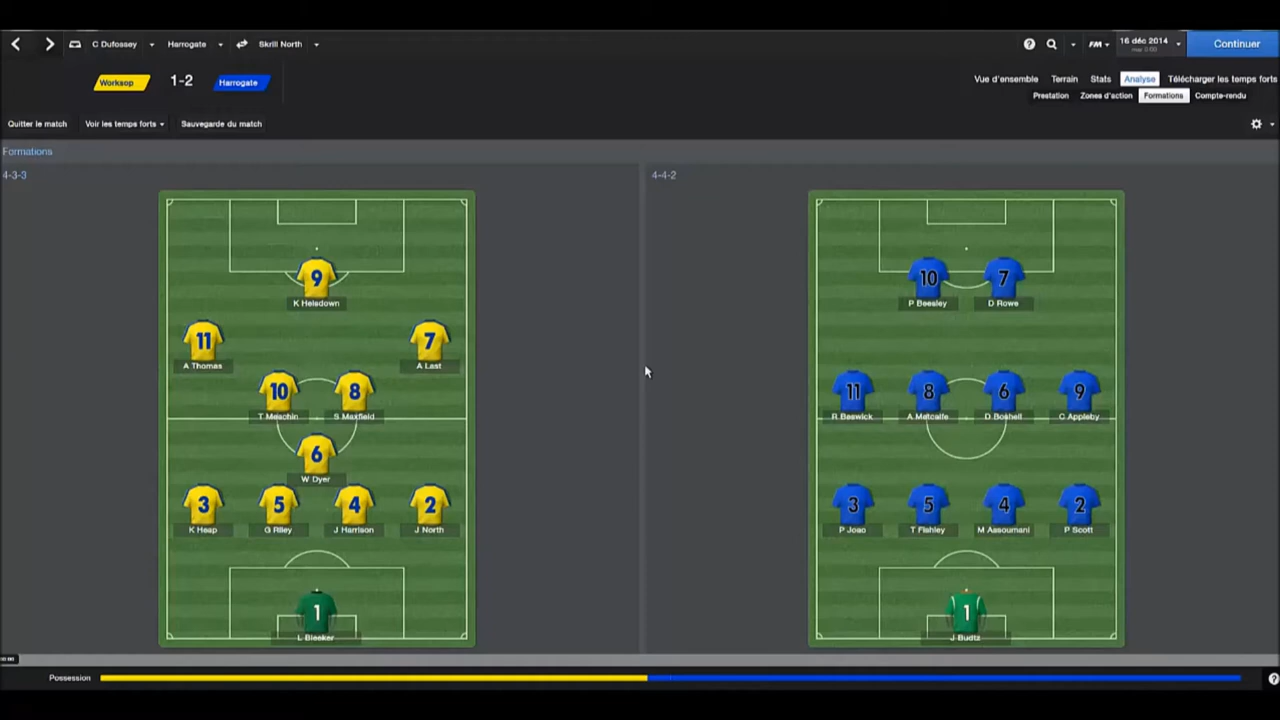 C Dufossey Harrogate Skrill North FM 16 déc 2014 Continuer
Worksop 1-2 Harrogate
Vue d'ensemble Terrain Stats Analyse Télécharger les temps forts
Prestation Zones d'action Formations Compte-rendu
Quitter le match Voir les temps forts Sauvegarde du match
Formations
4-3-3
9
K Helsdown
11 7
A Thomas A Last
10 8
T Meschin S Maxfield
6
W Dyer
3 5 4 2
K Heap G Riley J Harrison J North
1
L Bleeker
4-4-2
10 7
P Beesley D Rowe
11 8 6 9
R Beswick A Metcalfe D Boshell C Appleby
3 5 4 2
P Joao T Fishley M Assoumani P Scott
1
J Budtz
Possession